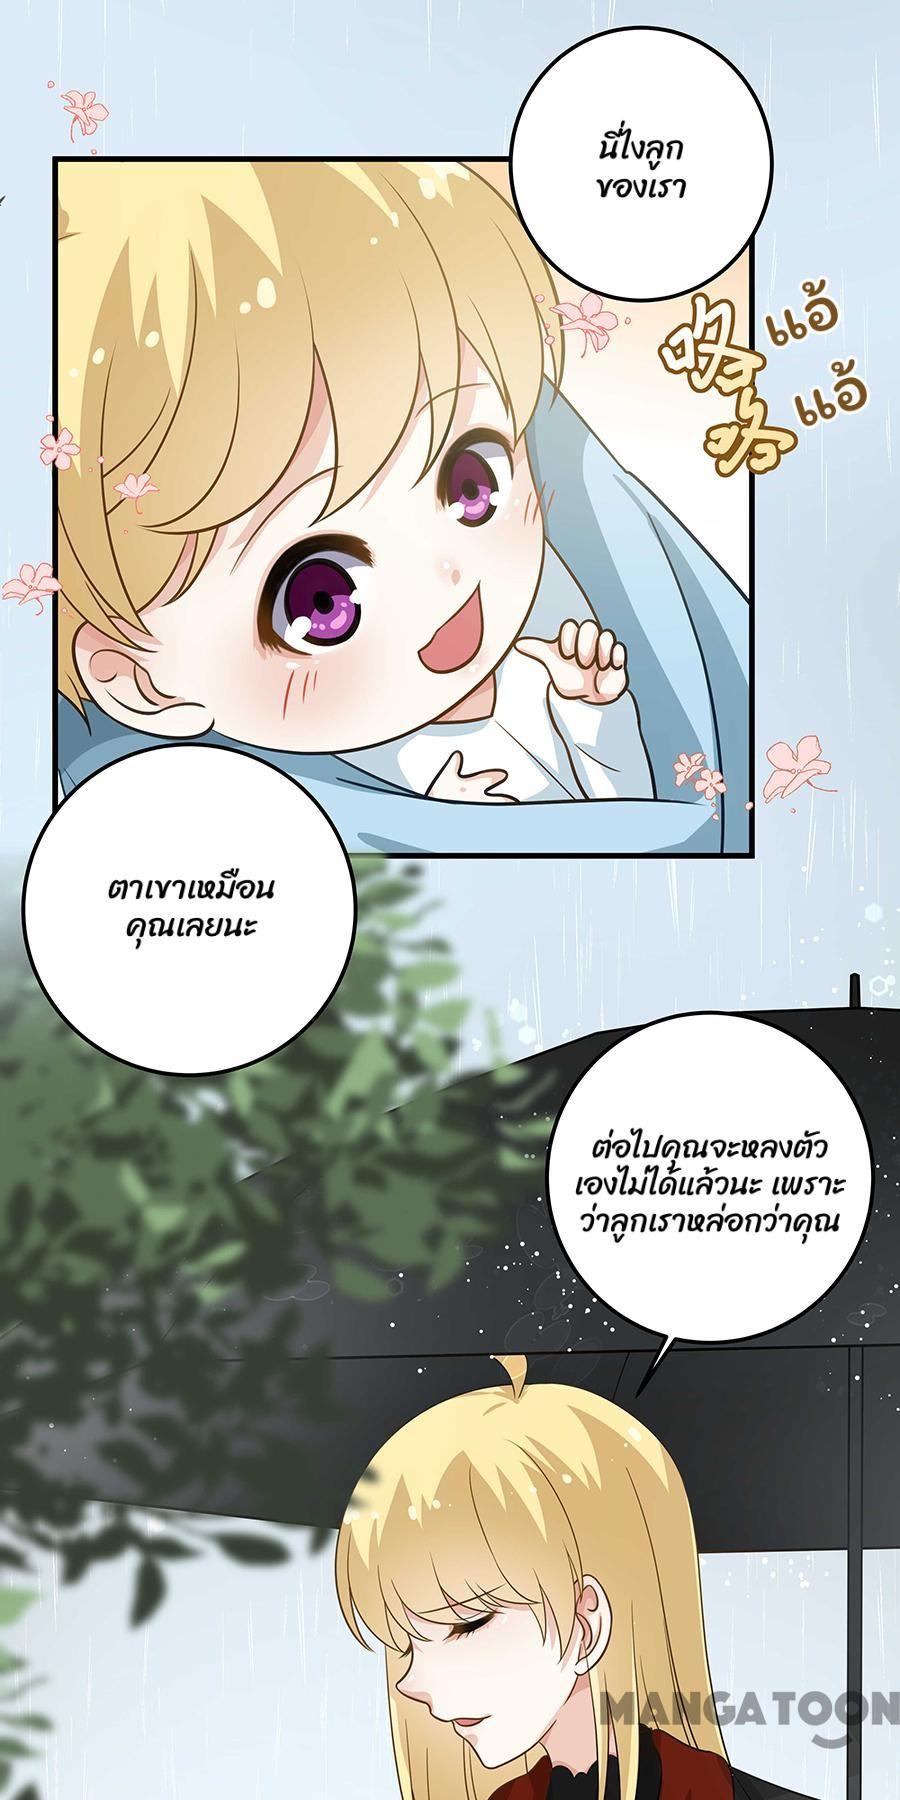 นี่ไงลูก
ของเรา
咯 แอ้
咯 แอ้
ตาเขาเหมือน
คุณเลยนะ
ต่อไปคุณจะหลงตัว
เองไม่ได้แล้วนะ เพราะ
ว่าลูกเราหล่อกว่าคุณ
MANGATOON